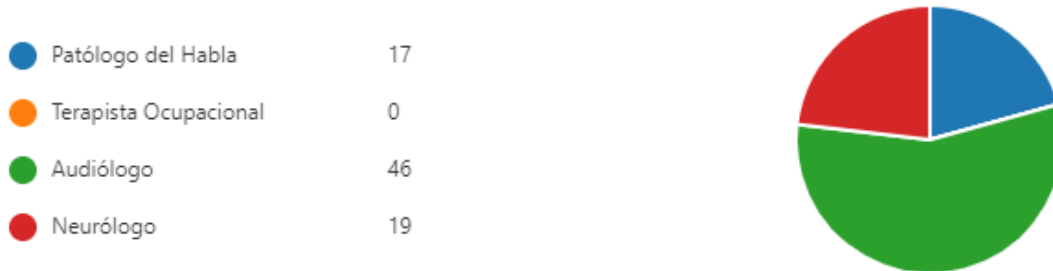 Patólogo del Habla 17
Terapista Ocupacional 0
Audiólogo 46
Neurólogo 19